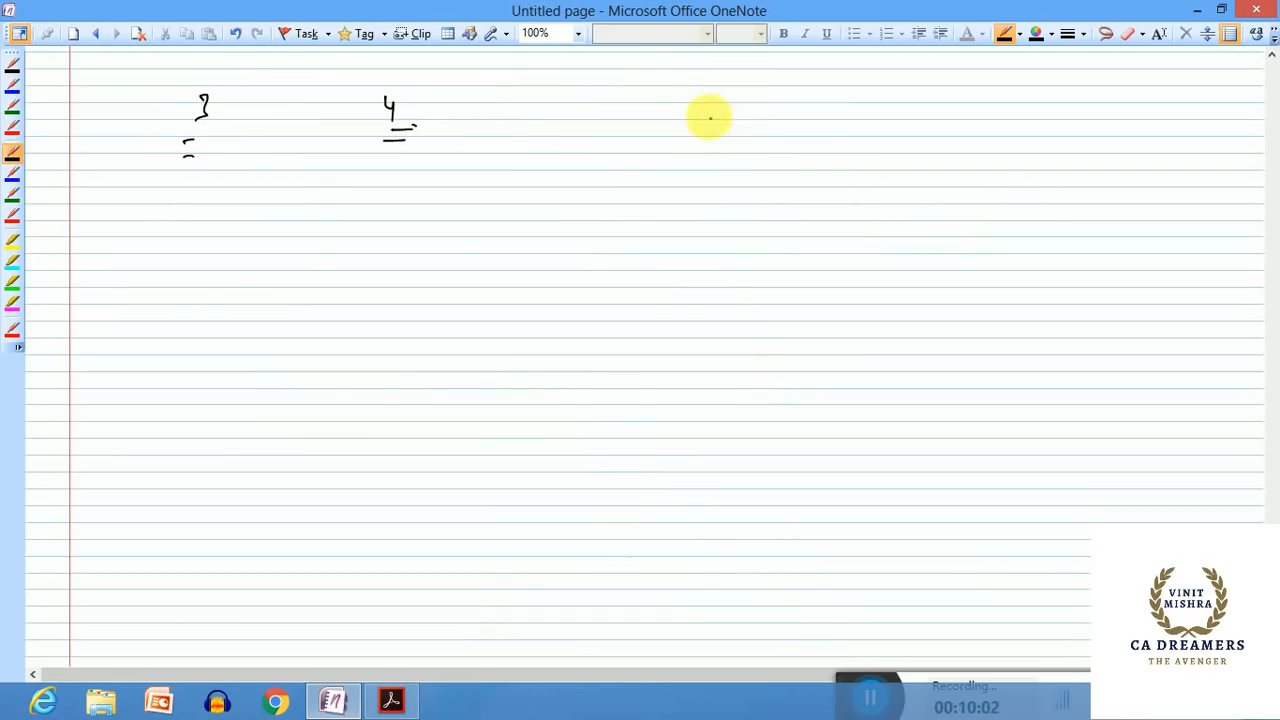 Untitled page - Microsoft Office OneNote
Task Tag Clip 100% B I U
3 4
VINIT
MISHRA
CA DREAMERS
THE AVENGER
Recording...
00:10:02